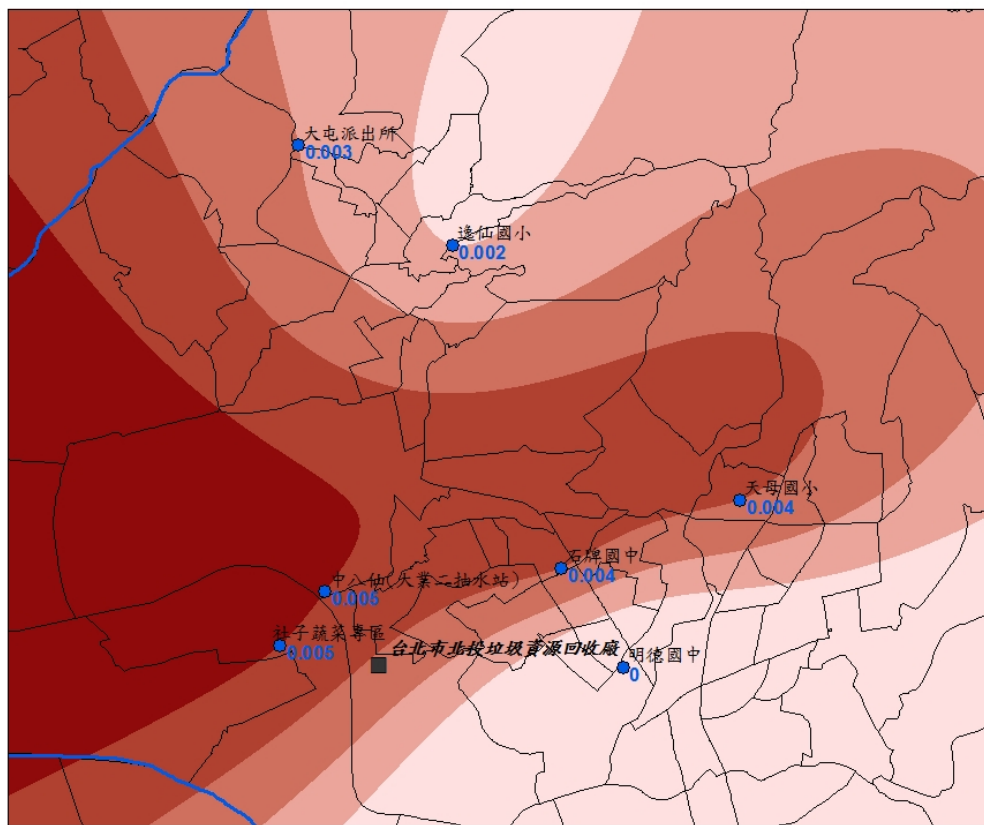 大屯派出所
0.003
逸仙國小
0.002
天母國小
0.004
石牌國中
0.004
中八仙(大業二抽水站)
0.005
社子蔬菜專區
0.005
台北市北投垃圾資源回收廠
明德國中
0